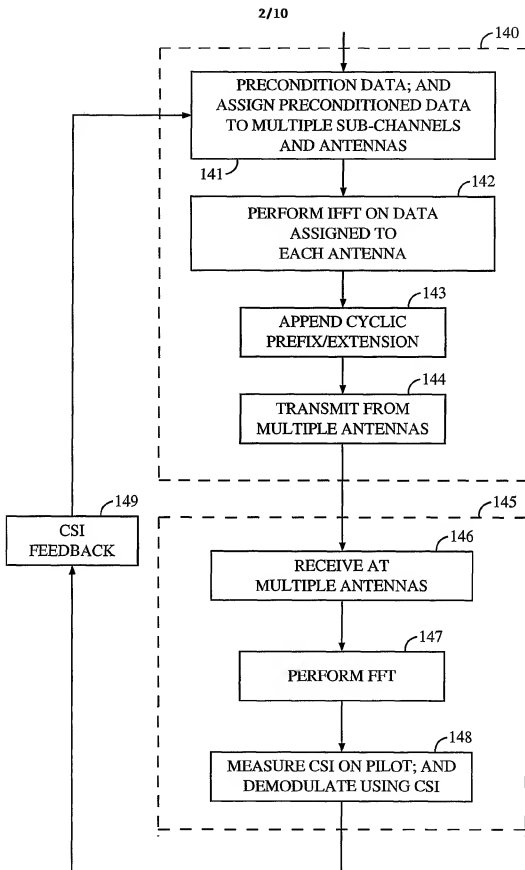 2/10
140
PRECONDITION DATA; AND
ASSIGN PRECONDITIONED DATA
TO MULTIPLE SUB-CHANNELS
AND ANTENNAS
141
142
PERFORM IFFT ON DATA
ASSIGNED TO
EACH ANTENNA
143
APPEND CYCLIC
PREFIX/EXTENSION
144
TRANSMIT FROM
MULTIPLE ANTENNAS
149
CSI
FEEDBACK
145
146
RECEIVE AT
MULTIPLE ANTENNAS
147
PERFORM FFT
148
MEASURE CSI ON PILOT; AND
DEMODULATE USING CSI